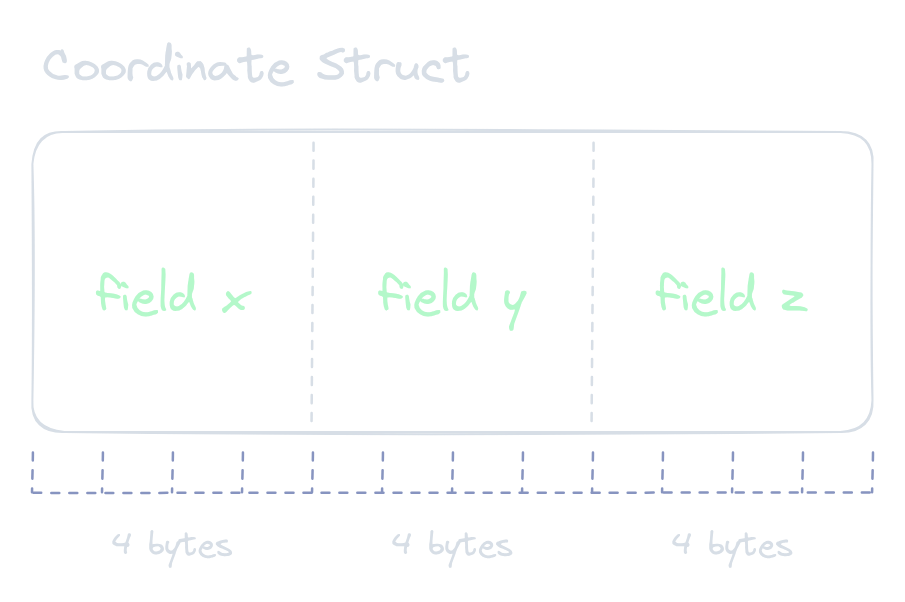 Coordinate Struct
field x
field y
field z
4 bytes
4 bytes
4 bytes